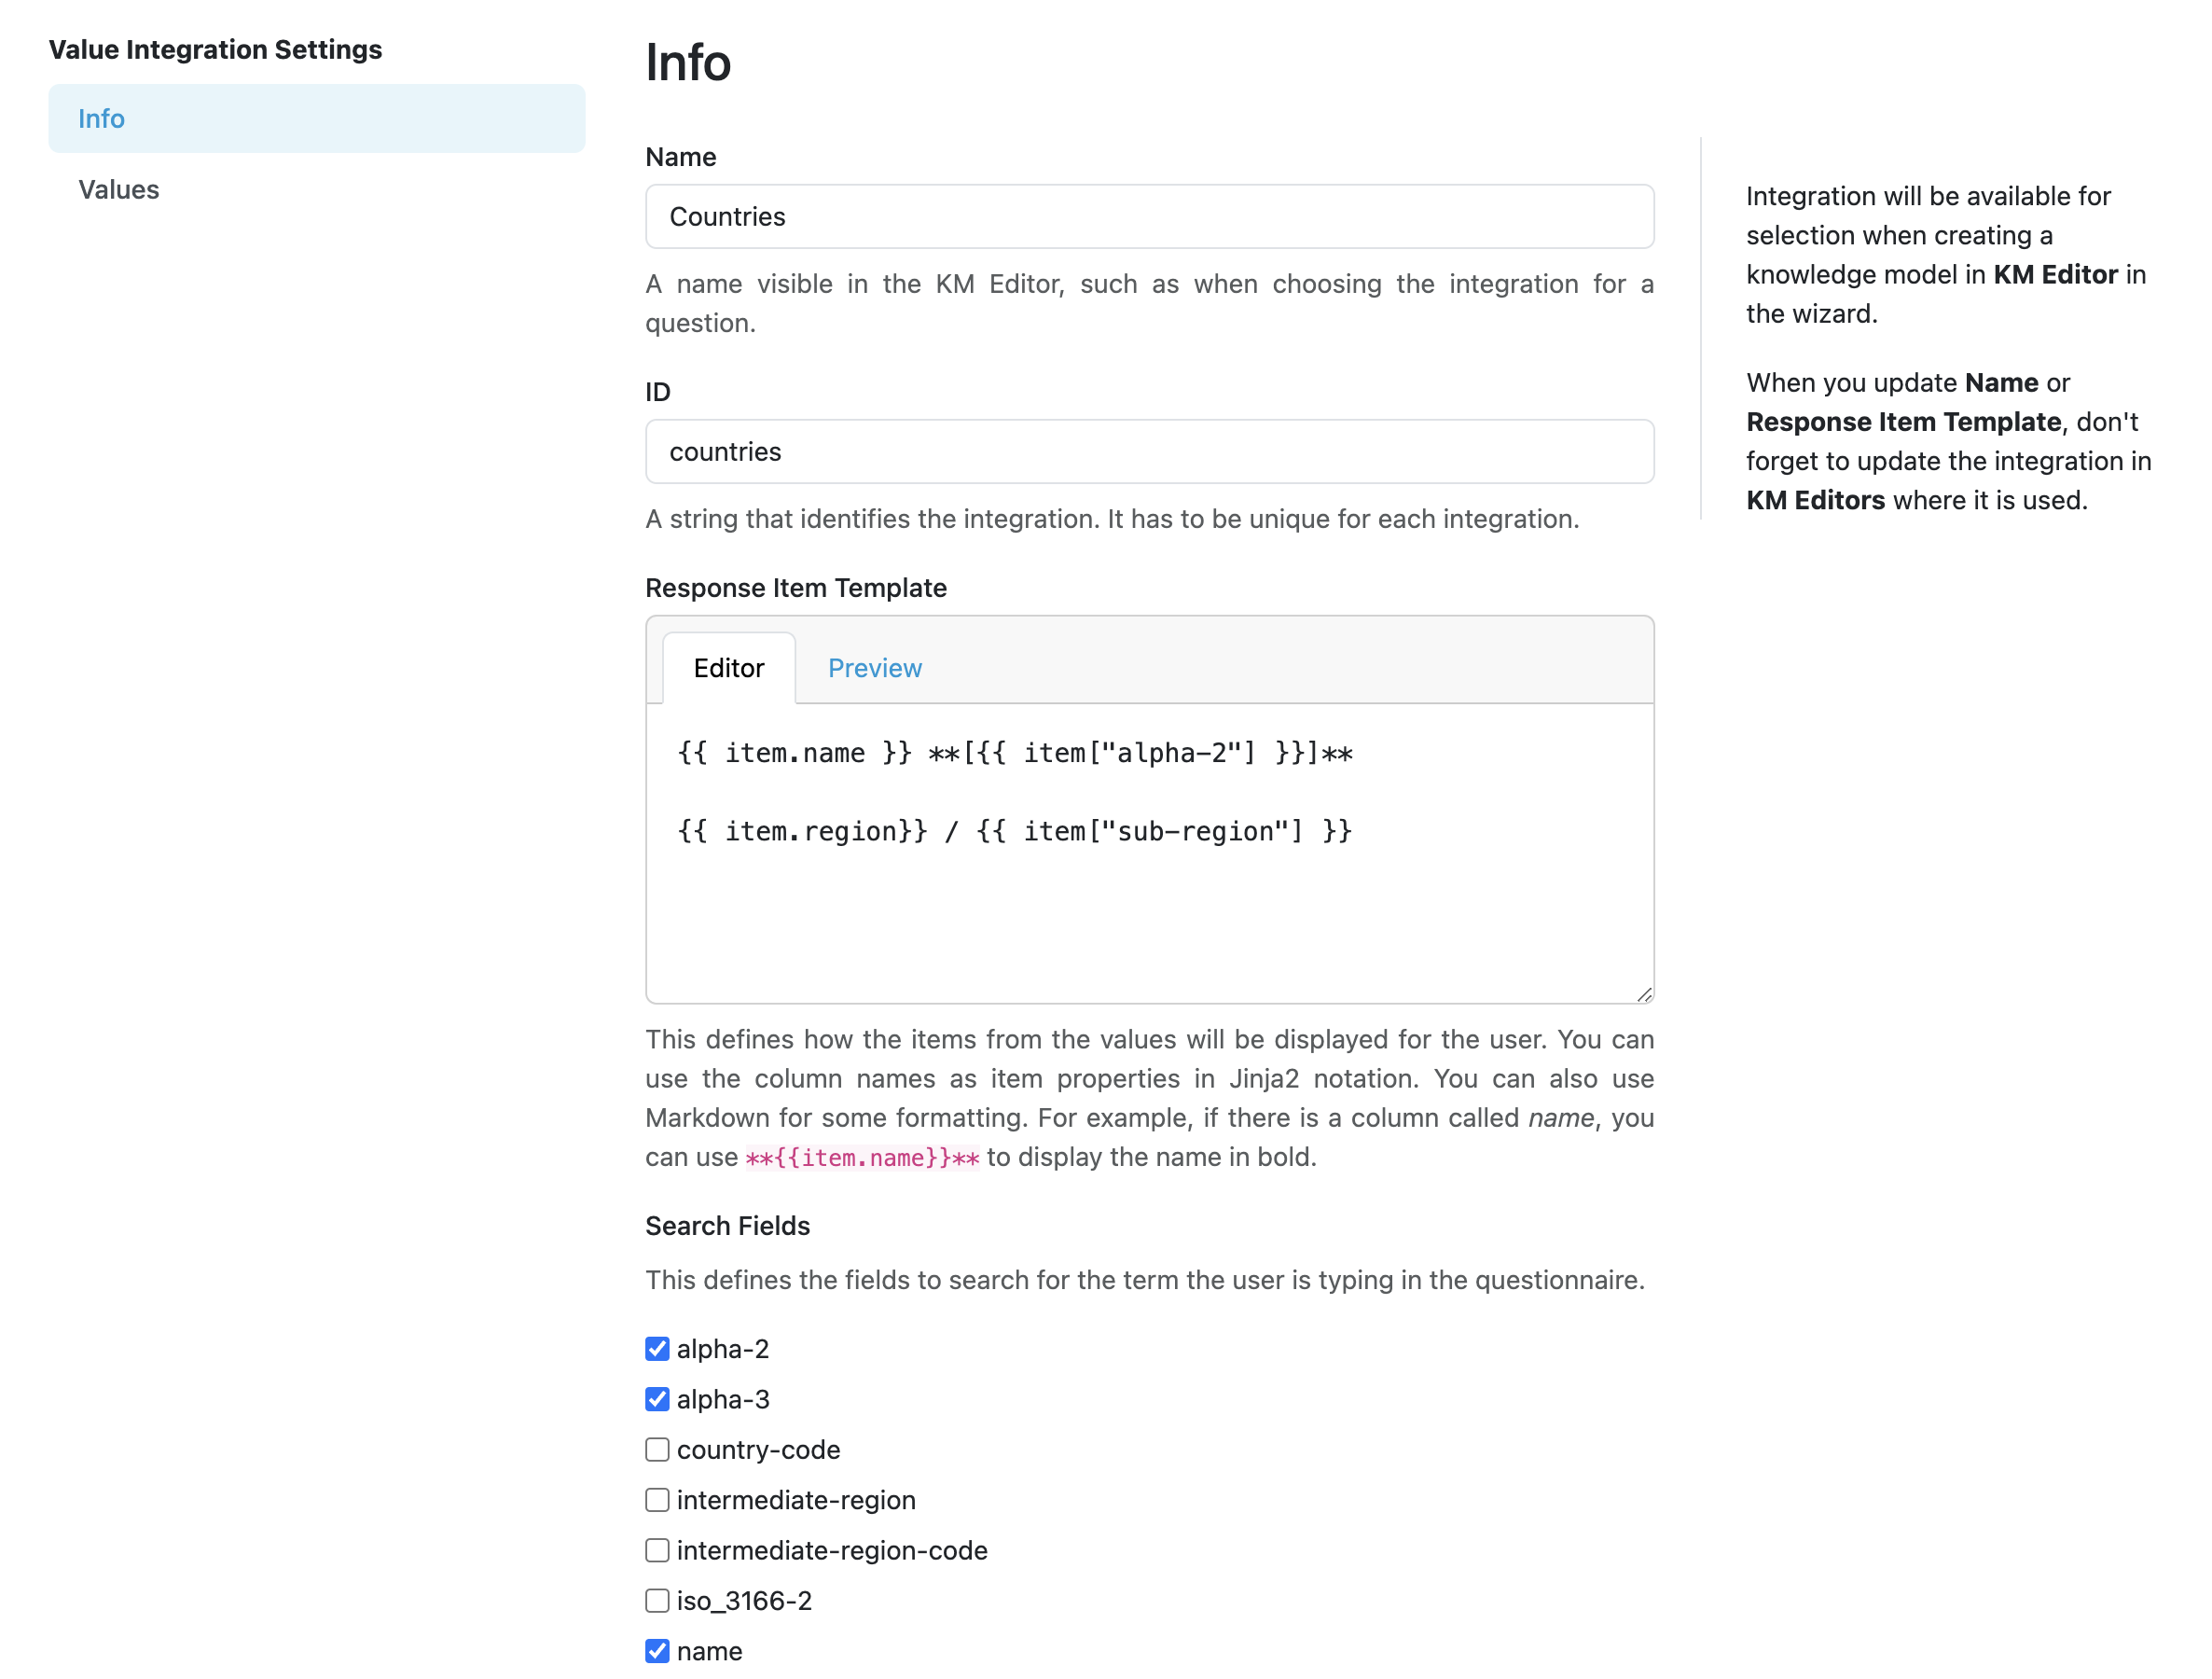 Value Integration Settings
Info
Values
Info
Name
Countries
A name visible in the KM Editor, such as when choosing the integration for a
question.
ID
countries
A string that identifies the integration. It has to be unique for each integration.
Response Item Template
Editor
Preview
{{ item.name }} **[{{ item["alpha-2"] }}]**
{{ item.region}} / {{ item["sub-region"] }}
This defines how the items from the values will be displayed for the user. You can
use the column names as item properties in Jinja2 notation. You can also use
Markdown for some formatting. For example, if there is a column called name, you
can use **{{item.name}}** to display the name in bold.
Search Fields
This defines the fields to search for the term the user is typing in the questionnaire.
alpha-2
alpha-3
country-code
intermediate-region
intermediate-region-code
iso_3166-2
name
Integration will be available for
selection when creating a
knowledge model in KM Editor in
the wizard.
When you update Name or
Response Item Template, don't
forget to update the integration in
KM Editors where it is used.